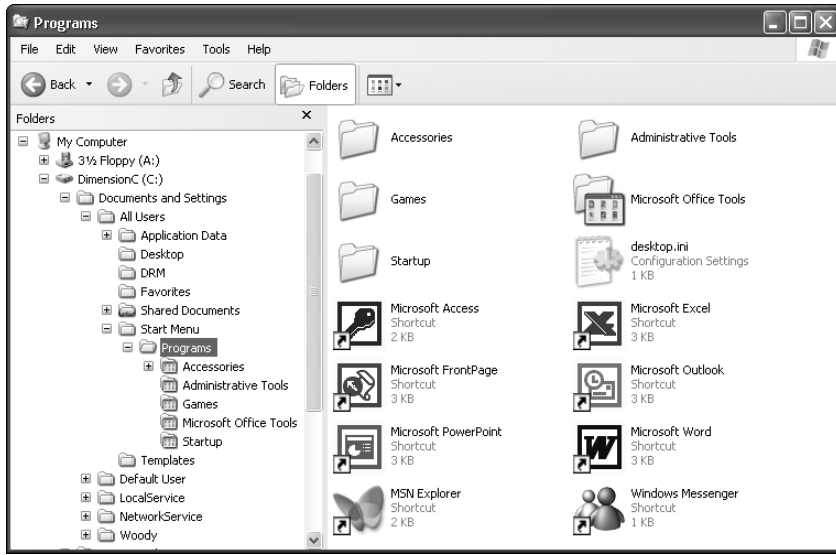 Programs
File Edit View Favorites Tools Help
Back Search Folders
Folders
My Computer
3½ Floppy (A:)
DimensionC (C:)
Documents and Settings
All Users
Application Data
Desktop
DRM
Favorites
Shared Documents
Start Menu
Programs
Accessories
Administrative Tools
Games
Microsoft Office Tools
Startup
Templates
Default User
LocalService
NetworkService
Woody
Accessories
Administrative Tools
Games
Microsoft Office Tools
Startup
desktop.ini
Configuration Settings
1 KB
Microsoft Access
Shortcut
2 KB
Microsoft Excel
Shortcut
3 KB
Microsoft FrontPage
Shortcut
3 KB
Microsoft Outlook
Shortcut
3 KB
Microsoft PowerPoint
Shortcut
3 KB
Microsoft Word
Shortcut
3 KB
MSN Explorer
Shortcut
2 KB
Windows Messenger
Shortcut
1 KB